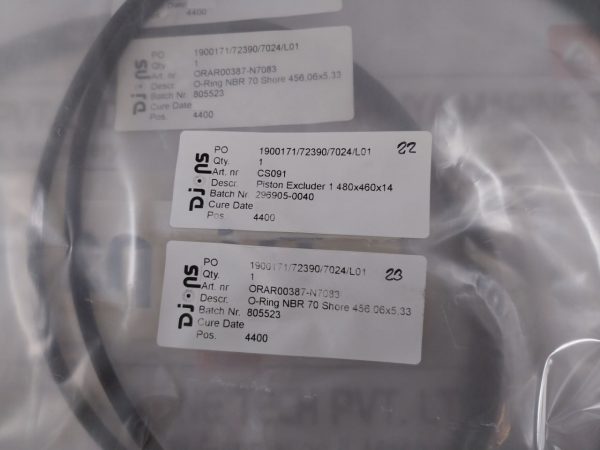 4400
PO 1900171/72390/7024/L01
Qty. 1
Art. nr ORAR00387-N7083
Descr. O-Ring NBR 70 Shore 456.06x5.33
Batch Nr. 805523
Cure Date
Pos. 4400
22
PO 1900171/72390/7024/L01
Qty. 1
Art. nr CS091
Descr. Piston Excluder 1 480x460x14
Batch Nr 296905-0040
Cure Date
Pos. 4400
23
PO 1900171/72390/7024/L01
Qty. 1
Art. nr ORAR00387-N7083
Descr. O-Ring NBR 70 Shore 456.06x5.33
Batch Nr. 805523
Cure Date
Pos. 4400
PVT. LT